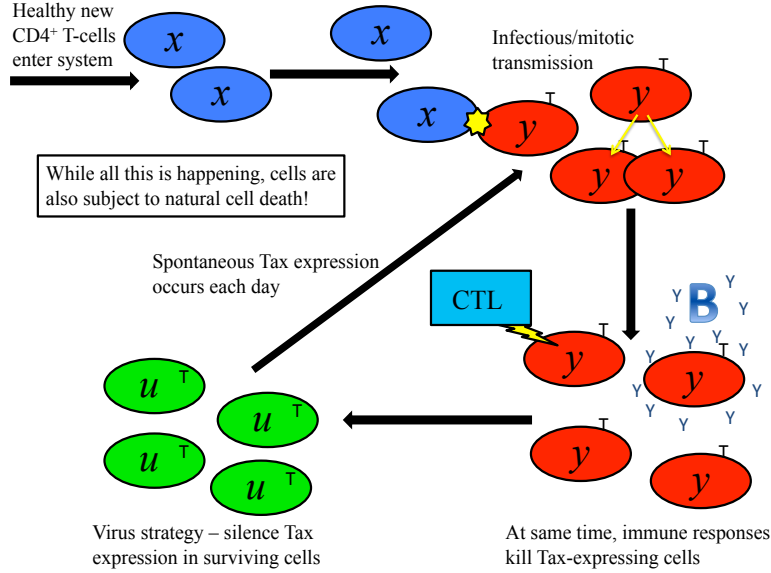 Healthy new
CD4⁺ T-cells
enter system
x
x
x
Infectious/mitotic
transmission
T
y
x
T
y
T
y
T
y
While all this is happening, cells are
also subject to natural cell death!
Spontaneous Tax expression
occurs each day
CTL
T
y
B
Y
Y
Y
Y
Y
Y
Y
Y
Y
Y
Y
Y
Y
Y
T
y
u T
u T
u T
u T
T
y
T
y
Virus strategy – silence Tax
expression in surviving cells
At same time, immune responses
kill Tax-expressing cells